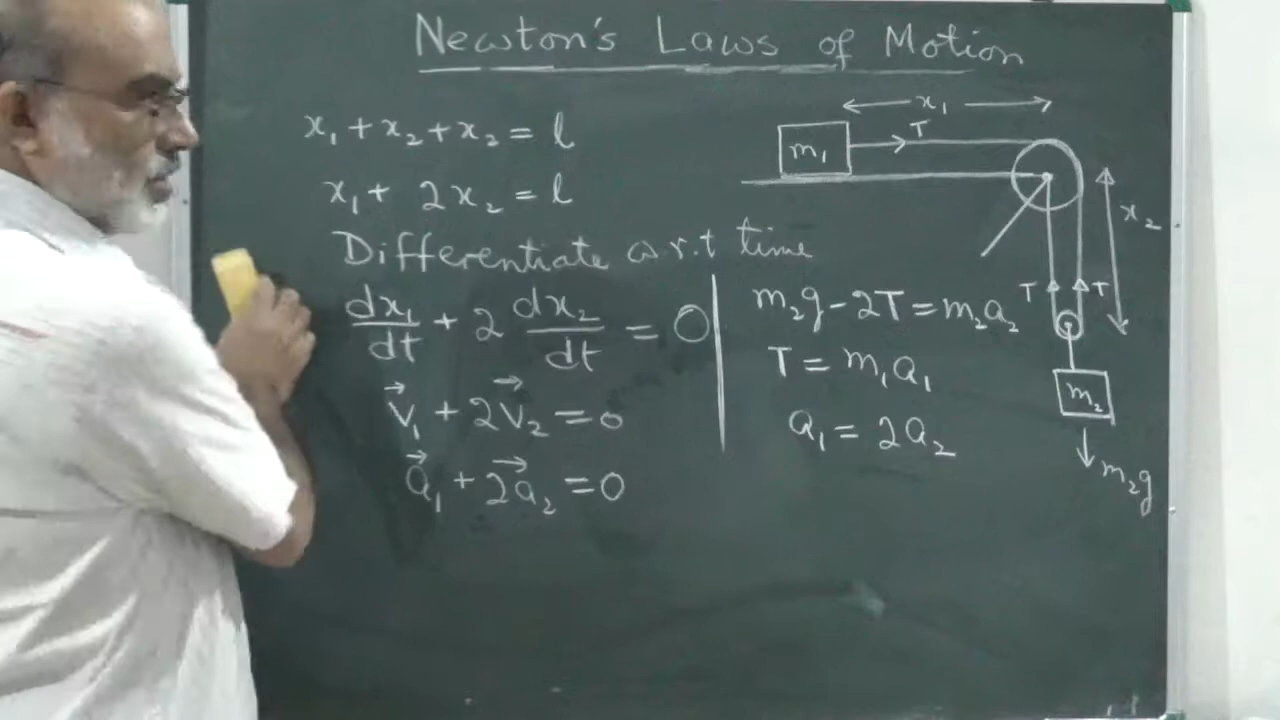 Newton's Laws of Motion
x₁ + x₂ + x₂ = l
x₁ + 2x₂ = l
Differentiate w.r.t time
dx₁/dt + 2 dx₂/dt = 0
v⃗₁ + 2v⃗₂ = 0
a⃗₁ + 2a⃗₂ = 0
m₂g - 2T = m₂a₂
T = m₁a₁
a₁ = 2a₂
x₁
m₁ T
x₂
T T
m₂
m₂g